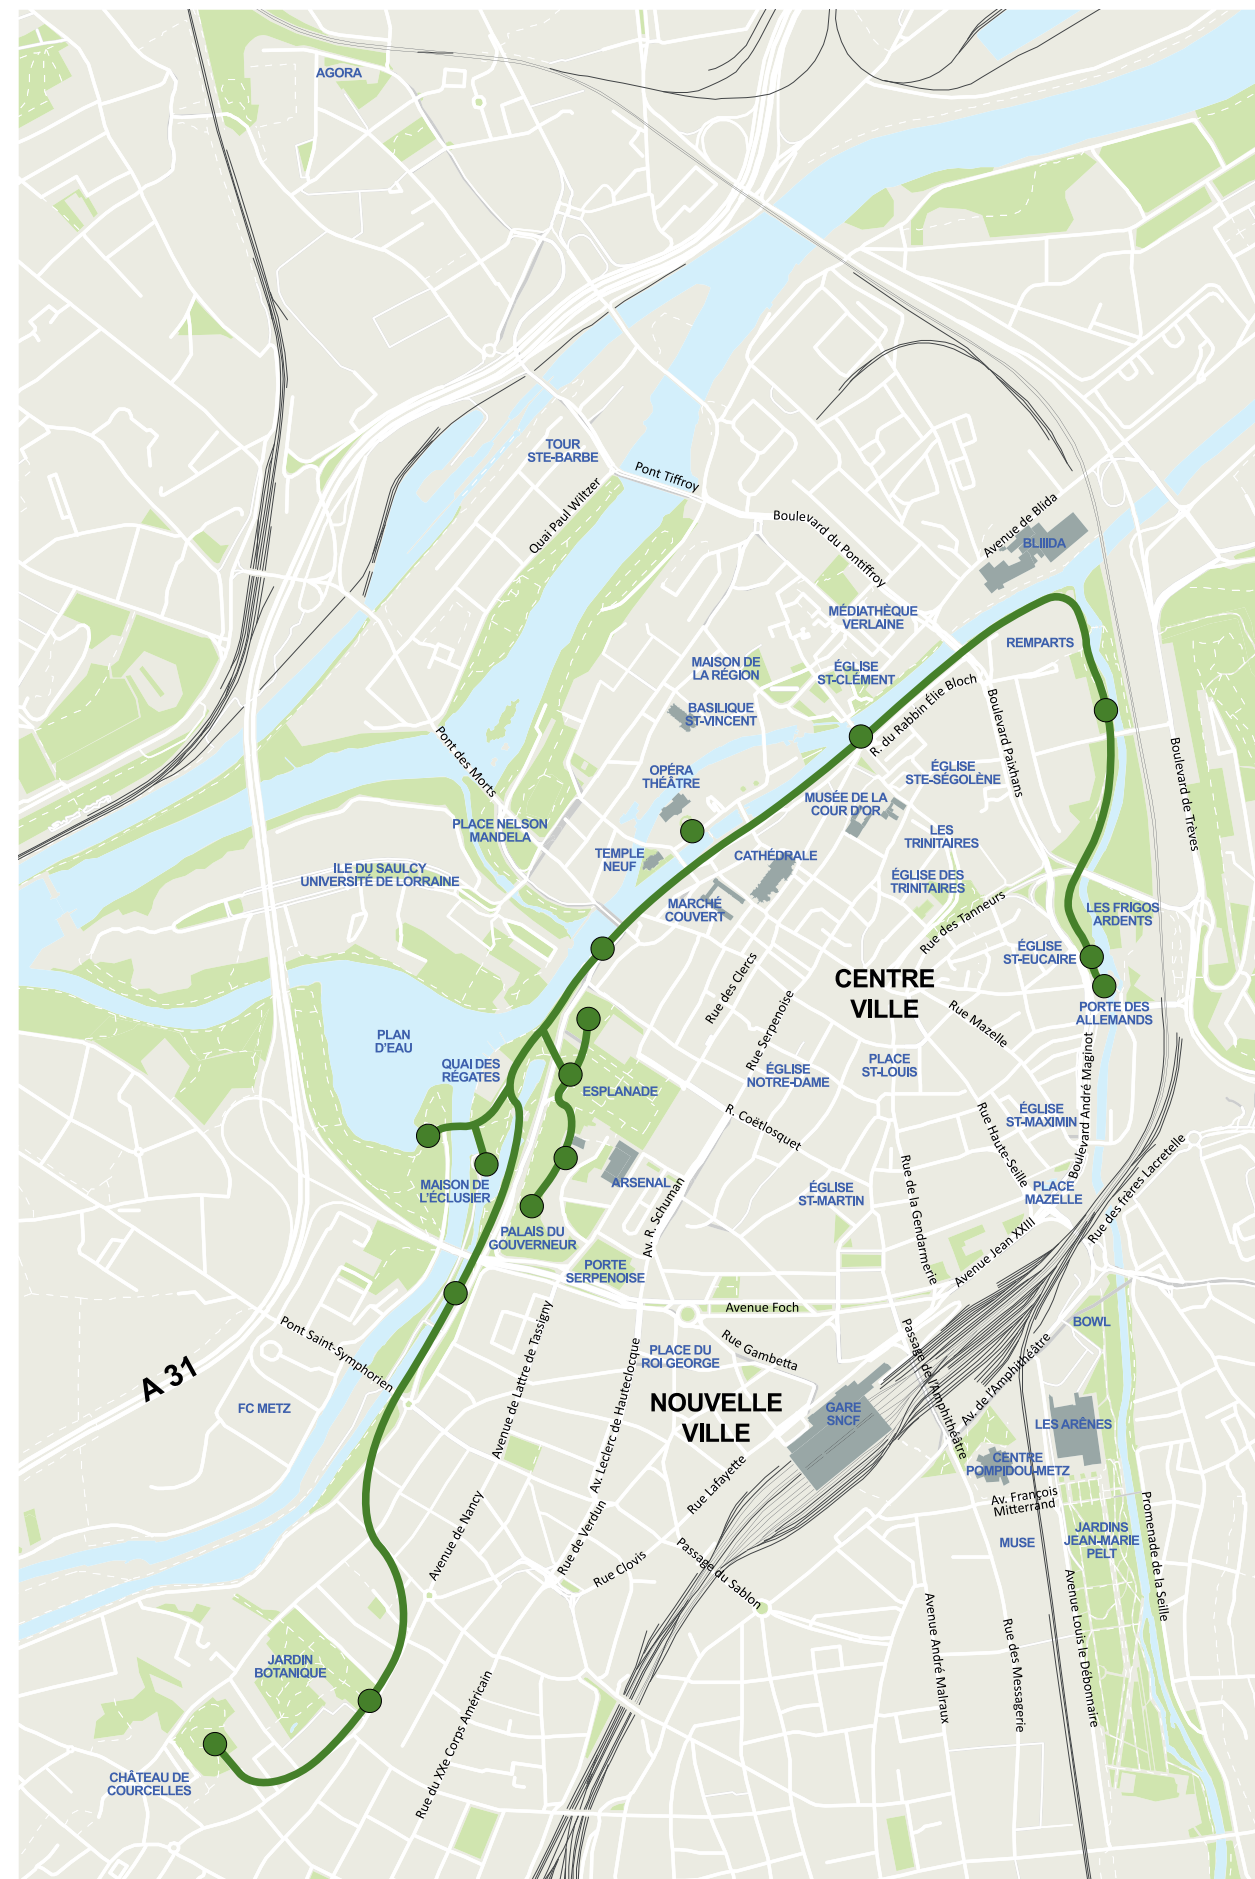 AGORA
TOUR
STE-BARBE
Pont Tiffroy
Quai Paul Wiltzer
Boulevard du Pontiffroy
Avenue de Blida
BLIIIDA
MÉDIATHÈQUE
VERLAINE
REMPARTS
MAISON DE
LA RÉGION
ÉGLISE
ST-CLÉMENT
R. du Rabbin Élie Bloch
BASILIQUE
ST-VINCENT
Boulevard Paixhans
Boulevard de Trèves
Pont des Morts
OPÉRA
THÉÂTRE
ÉGLISE
STE-SÉGOLÈNE
MUSÉE DE LA
COUR D'OR
PLACE NELSON
MANDELA
LES
TRINITAIRES
TEMPLE
NEUF
CATHÉDRALE
ILE DU SAULCY
UNIVERSITÉ DE LORRAINE
ÉGLISE DES
TRINITAIRES
MARCHÉ
COUVERT
LES FRIGOS
ARDENTS
Rue des Tanneurs
ÉGLISE
ST-EUCAIRE
CENTRE
VILLE
Rue des Clercs
Rue Serpenoise
Rue Mazelle
PORTE DES
ALLEMANDS
PLAN
D'EAU
QUAI DES
RÉGATES
ESPLANADE
ÉGLISE
NOTRE-DAME
PLACE
ST-LOUIS
Boulevard André Maginot
R. Coëtlosquet
Rue Haute-Seille
ÉGLISE
ST-MAXIMIN
Rue des frères Lacretelle
MAISON DE
L'ÉCLUSIER
ARSENAL
ÉGLISE
ST-MARTIN
Rue de la Gendarmerie
PLACE
MAZELLE
Av. R. Schuman
PALAIS DU
GOUVERNEUR
Avenue Jean XXIII
PORTE
SERPENOISE
Avenue Foch
BOWL
Pont Saint-Symphorien
Avenue de Lattre de Tassigny
Av. Leclerc de Hauteclocque
PLACE DU
ROI GEORGE
Rue Gambetta
Passage de l'Amphithéâtre
Av. de l'Amphithéâtre
A 31
FC METZ
NOUVELLE
VILLE
GARE
SNCF
LES ARÊNES
CENTRE
POMPIDOU-METZ
Rue Lafayette
Av. François
Mitterrand
Avenue de Nancy
Rue de Verdun
Rue Clovis
Passage du Sablon
MUSE
JARDINS
JEAN-MARIE
PELT
Promenade de la Seille
Avenue André Malraux
Rue des Messagerie
Avenue Louis le Débonnaire
JARDIN
BOTANIQUE
Rue du XXe Corps Américain
CHÂTEAU DE
COURCELLES